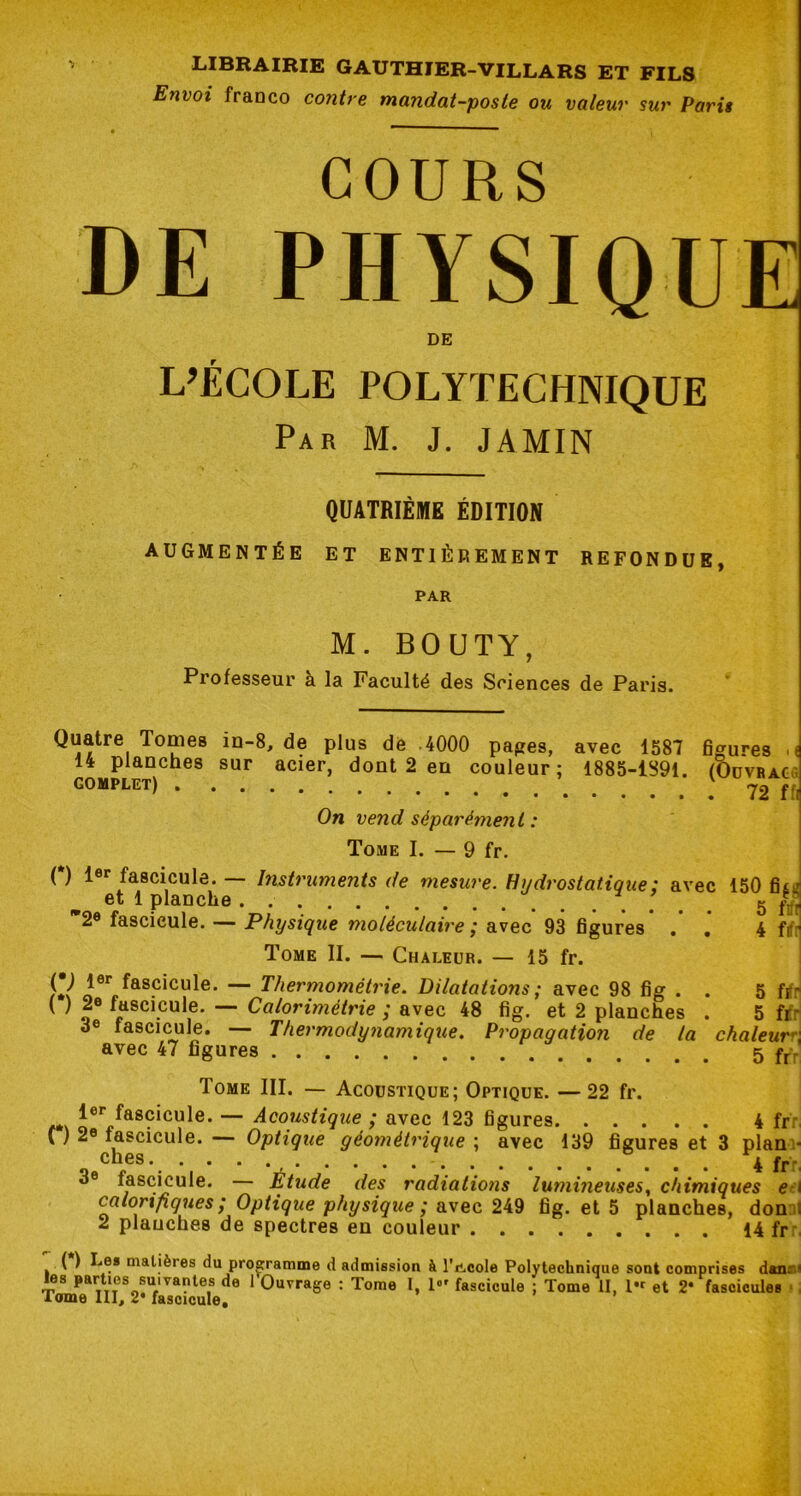 LIBRAIRIE GAUTHIER-VILLARS ET FILS
Envoi franco contre mandat-poste ou valeur sur Paris
COURS
DE PHYSIQUE
DE
L'ÉCOLE POLYTECHNIQUE
PAR M. J. JAMIN
QUATRIÈME ÉDITION
AUGMENTÉE ET ENTIÈREMENT REFONDUE,
PAR
M. BOUTY,
Professeur à la Faculté des Sciences de Paris.
Quatre Tomes in-8, de plus de 4000 pages, avec 1587 figures
14 planches sur acier, dont 2 en couleur; 1885-1891. (OUVRAG
COMPLET) . . . . . . . . . . . . . . . . . . . . 72 fr
On vend séparément :
TOME I. — 9 fr.
(*) 1er fascicule. — Instruments de mesure. Hydrostatique; avec 150 fig
et 1 planche . . . . . . . . . . . . . . . . . 5 fr
2e fascicule. — Physique moléculaire; avec 93 figures . . 4 fr
TOME II. — CHALEUR. — 15 fr.
(*) 1er fascicule. — Thermométrie. Dilatations; avec 98 fig . . 5 fr
(*) 2e fascicule. — Calorimétrie; avec 48 fig. et 2 planches . 5 fr
3e fascicule. — Thermodynamique. Propagation de la chaleur;
avec 47 figures . . . . . . . . . . . . . . . . 5 fr
TOME III. — ACOUSTIQUE; OPTIQUE. — 22 fr.
1er fascicule. — Acoustique; avec 123 figures. . . . . . . 4 fr
(*) 2e fascicule. — Optique géométrique; avec 139 figures et 3 plan-
ches. . . . . . . . . . . . . . . . . . . . 4 fr.
3e fascicule. — Étude des radiations lumineuses, chimiques e
calorifiques; Optique physique; avec 249 fig. et 5 planches, don
2 planches de spectres en couleur . . . . . . . . . 14 fr
(*) Les matières du programme d admission à l'École Polytechnique sont comprises dan
les parties suivantes de l'Ouvrage : Tome I, 1er fascicule; Tome II, 1er et 2e fascicules
Tome III, 2e fascicule.